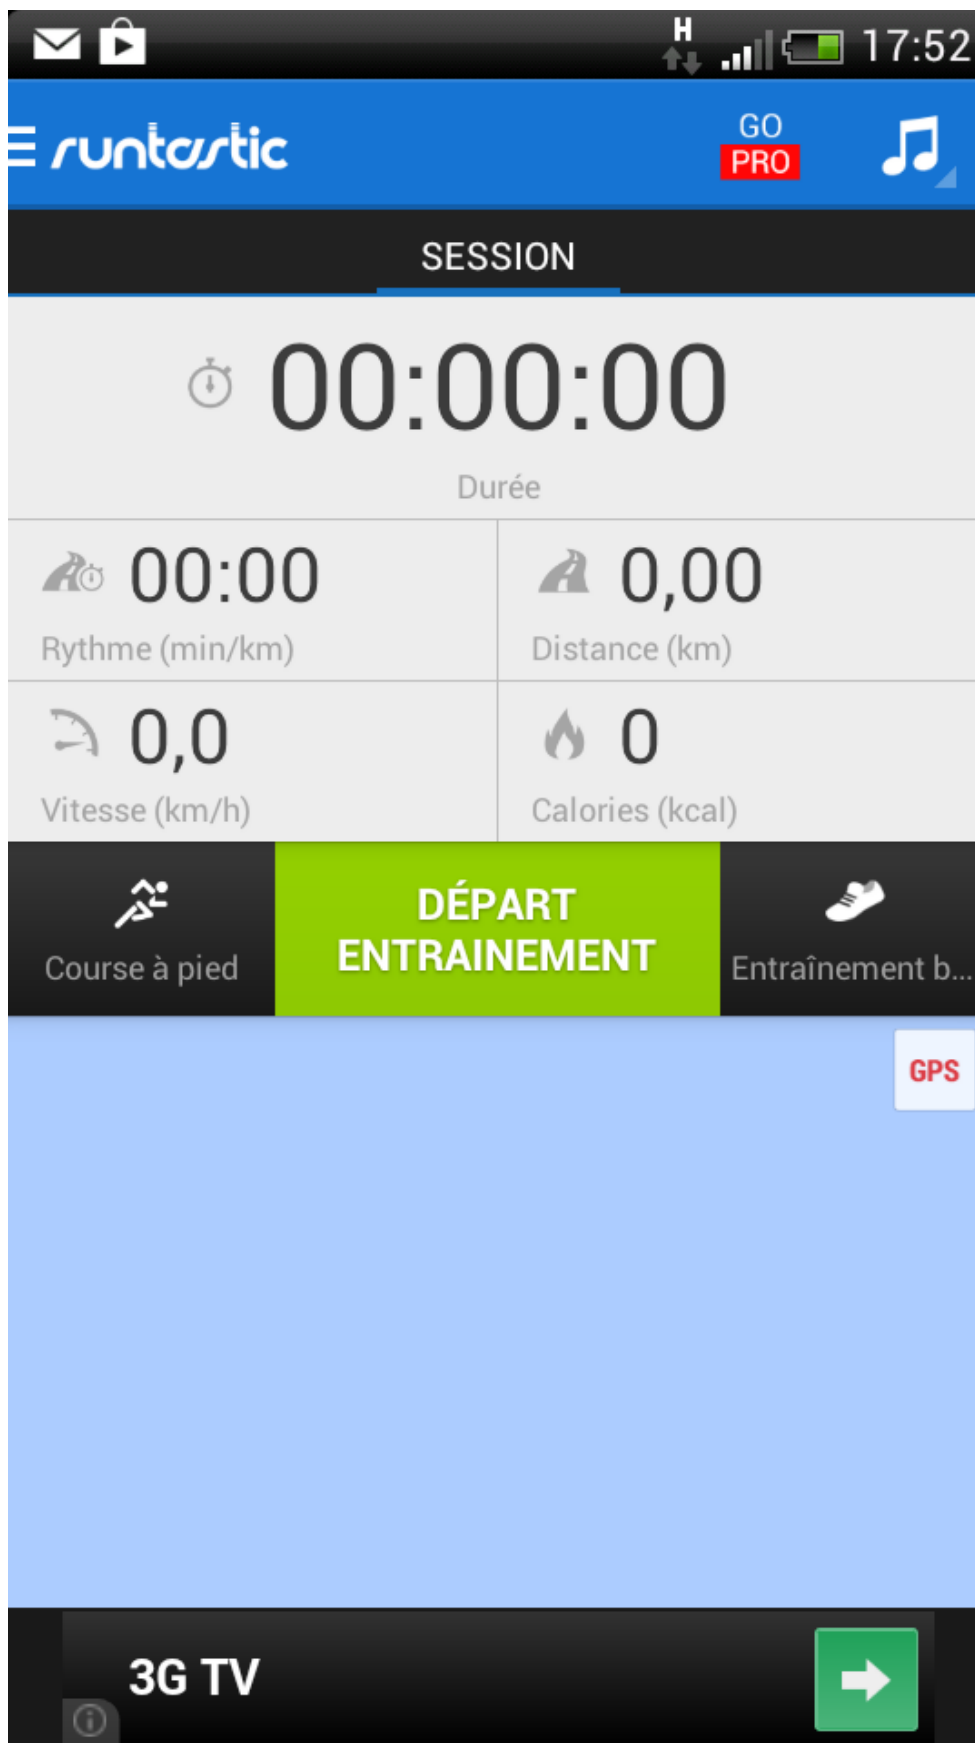 H
17:52
runtastic
GO
PRO
SESSION
00:00:00
Durée
00:00
Rythme (min/km)
0,00
Distance (km)
0,0
Vitesse (km/h)
0
Calories (kcal)
Course à pied
DÉPART
ENTRAINEMENT
Entraînement b...
GPS
3G TV